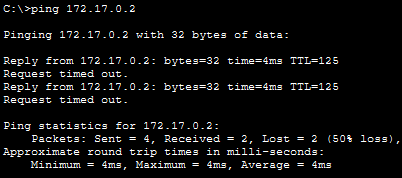 C:\>ping 172.17.0.2
Pinging 172.17.0.2 with 32 bytes of data:
Reply from 172.17.0.2: bytes=32 time=4ms TTL=125
Request timed out.
Reply from 172.17.0.2: bytes=32 time=4ms TTL=125
Request timed out.
Ping statistics for 172.17.0.2:
    Packets: Sent = 4, Received = 2, Lost = 2 (50% loss),
Approximate round trip times in milli-seconds:
    Minimum = 4ms, Maximum = 4ms, Average = 4ms